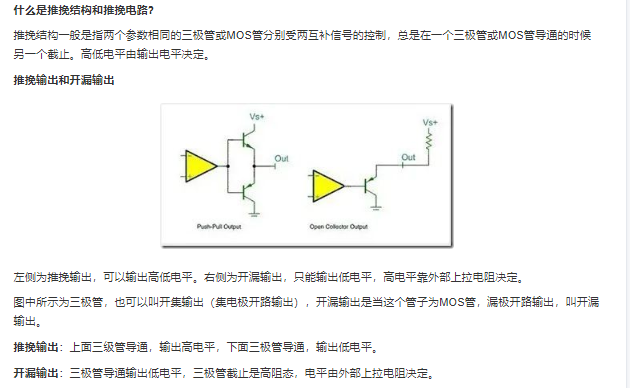 什么是推挽结构和推挽电路?
推挽结构一般是指两个参数相同的三极管或MOS管分别受两互补信号的控制，总是在一个三极管或MOS管导通的时候
另一个截止。高低电平由输出电平决定。
推挽输出和开漏输出
Vs+
Vs+
Out
Out
Push-Pull Output
Open Collector Output
左侧为推挽输出，可以输出高低电平。右侧为开漏输出，只能输出低电平，高电平靠外部上拉电阻决定。
图中所示为三极管，也可以叫开集输出（集电极开路输出），开漏输出是当这个管子为MOS管，漏极开路输出，叫开漏
输出。
推挽输出：上面三级管导通，输出高电平，下面三极管导通，输出低电平。
开漏输出：三极管导通输出低电平，三极管截止是高阻态，电平由外部上拉电阻决定。